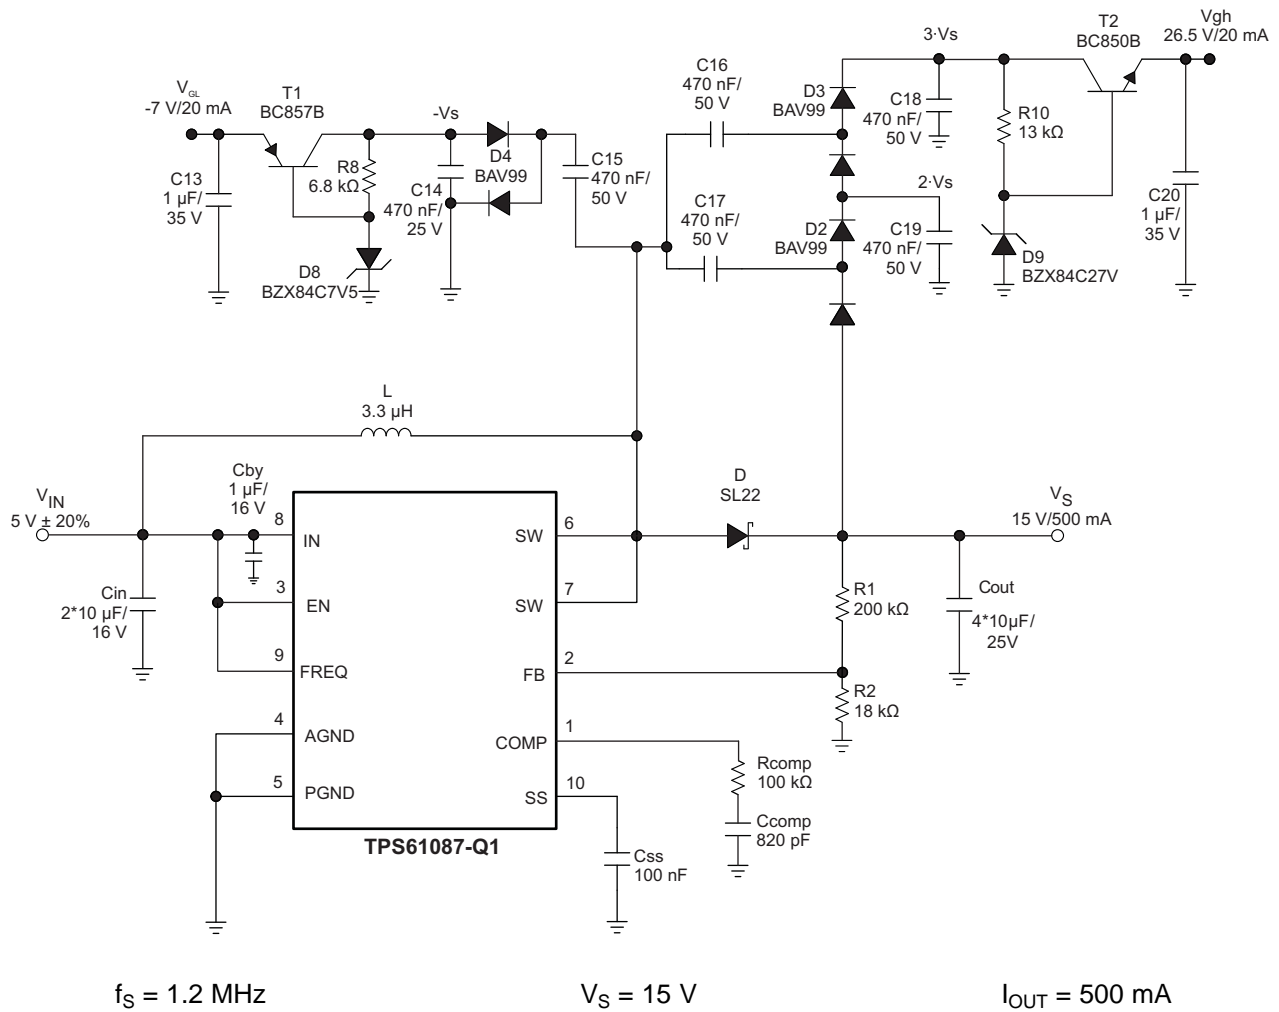 T2
BC850B
Vgh
26.5 V/20 mA
3·Vs
C16
470 nF/
50 V
D3
BAV99
C18
470 nF/
50 V
R10
13 kΩ
V_GL
-7 V/20 mA
T1
BC857B
-Vs
D4
BAV99
C15
470 nF/
50 V
R8
6.8 kΩ
C13
1 µF/
35 V
C14
470 nF/
25 V
2·Vs
C17
470 nF/
50 V
D2
BAV99
C19
470 nF/
50 V
C20
1 µF/
35 V
D8
BZX84C7V5
D9
BZX84C27V
L
3.3 µH
Cby
1 µF/
16 V
V_IN
5 V ± 20%
D
SL22
V_S
15 V/500 mA
8
IN
6
SW
3
EN
7
SW
9
FREQ
2
FB
4
AGND
1
COMP
5
PGND
10
SS
Cin
2*10 µF/
16 V
R1
200 kΩ
Cout
4*10µF/
25V
R2
18 kΩ
Rcomp
100 kΩ
Ccomp
820 pF
TPS61087-Q1
Css
100 nF
f_S = 1.2 MHz
V_S = 15 V
I_OUT = 500 mA